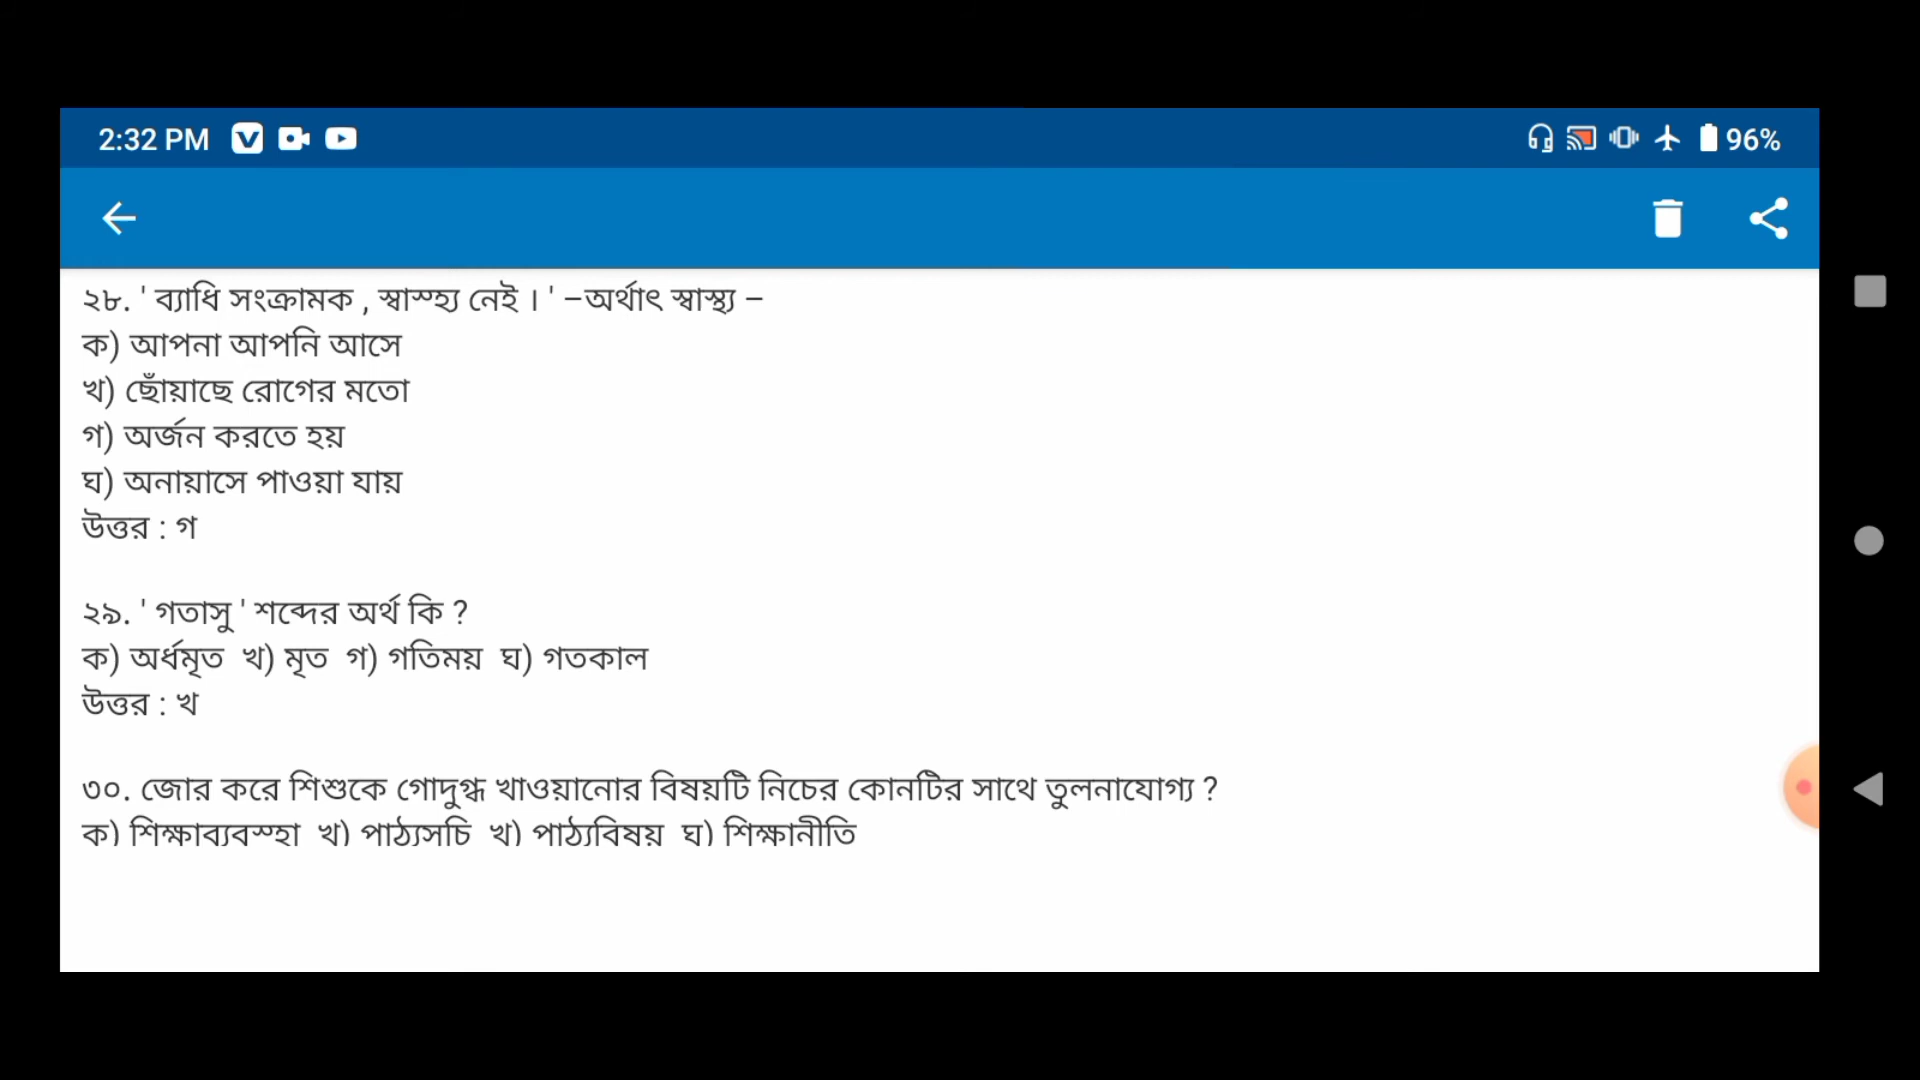 2:32 PM
96%
২৮. ' ব্যাধি সংক্রামক , স্বাস্হ্য নেই । ' –অর্থাৎ স্বাস্থ্য –
ক) আপনা আপনি আসে
খ) ছোঁয়াছে রোগের মতো
গ) অর্জন করতে হয়
ঘ) অনায়াসে পাওয়া যায়
উত্তর : গ
২৯. ' গতাসু ' শব্দের অর্থ কি ?
ক) অর্ধমৃত খ) মৃত গ) গতিময় ঘ) গতকাল
উত্তর : খ
৩০. জোর করে শিশুকে গোদুগ্ধ খাওয়ানোর বিষয়টি নিচের কোনটির সাথে তুলনাযোগ্য ?
ক) শিক্ষাব্যবস্হা খ) পাঠ্যসূচি খ) পাঠ্যবিষয় ঘ) শিক্ষানীতি